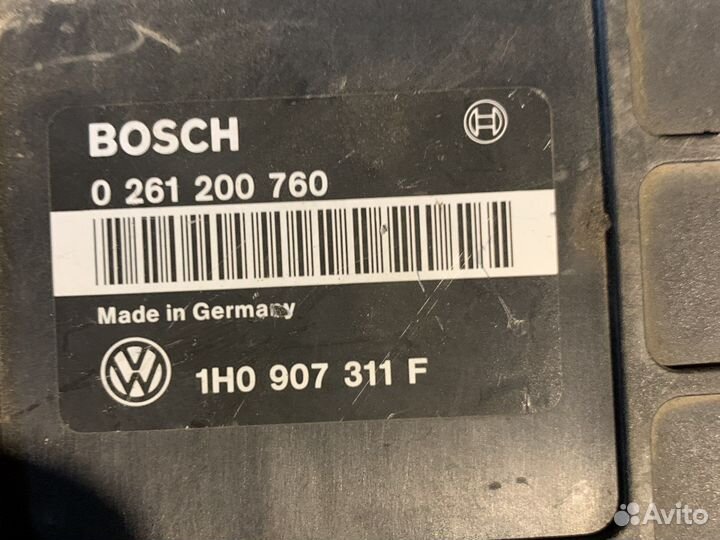 BOSCH
0 261 200 760
Made in Germany
1H0 907 311 F
Avito